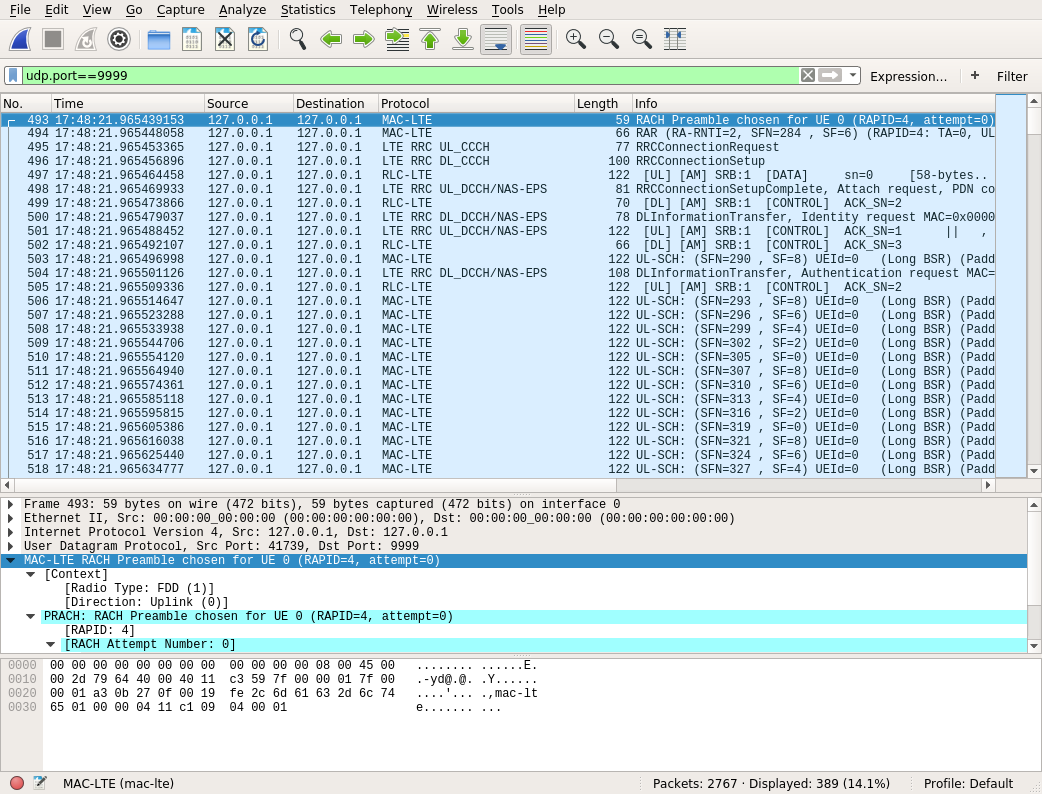 File Edit View Go Capture Analyze Statistics Telephony Wireless Tools Help
udp.port==9999 Expression... + Filter
No. Time Source Destination Protocol Length Info
493 17:48:21.965439153 127.0.0.1 127.0.0.1 MAC-LTE 59 RACH Preamble chosen for UE 0 (RAPID=4, attempt=0)
494 17:48:21.965448058 127.0.0.1 127.0.0.1 MAC-LTE 66 RAR (RA-RNTI=2, SFN=284 , SF=6) (RAPID=4: TA=0, UL
495 17:48:21.965453365 127.0.0.1 127.0.0.1 LTE RRC UL_CCCH 77 RRCConnectionRequest
496 17:48:21.965456896 127.0.0.1 127.0.0.1 LTE RRC DL_CCCH 100 RRCConnectionSetup
497 17:48:21.965464458 127.0.0.1 127.0.0.1 RLC-LTE 122 [UL] [AM] SRB:1 [DATA] sn=0 [58-bytes..
498 17:48:21.965469933 127.0.0.1 127.0.0.1 LTE RRC UL_DCCH/NAS-EPS 81 RRCConnectionSetupComplete, Attach request, PDN co
499 17:48:21.965473866 127.0.0.1 127.0.0.1 RLC-LTE 70 [DL] [AM] SRB:1 [CONTROL] ACK_SN=2
500 17:48:21.965479037 127.0.0.1 127.0.0.1 LTE RRC DL_DCCH/NAS-EPS 78 DLInformationTransfer, Identity request MAC=0x0000
501 17:48:21.965488452 127.0.0.1 127.0.0.1 LTE RRC UL_DCCH/NAS-EPS 122 [UL] [AM] SRB:1 [CONTROL] ACK_SN=1 || ,
502 17:48:21.965492107 127.0.0.1 127.0.0.1 RLC-LTE 66 [DL] [AM] SRB:1 [CONTROL] ACK_SN=3
503 17:48:21.965496998 127.0.0.1 127.0.0.1 MAC-LTE 122 UL-SCH: (SFN=290 , SF=8) UEId=0 (Long BSR) (Padd
504 17:48:21.965501126 127.0.0.1 127.0.0.1 LTE RRC DL_DCCH/NAS-EPS 108 DLInformationTransfer, Authentication request MAC=
505 17:48:21.965509336 127.0.0.1 127.0.0.1 RLC-LTE 122 [UL] [AM] SRB:1 [CONTROL] ACK_SN=2
506 17:48:21.965514647 127.0.0.1 127.0.0.1 MAC-LTE 122 UL-SCH: (SFN=293 , SF=8) UEId=0 (Long BSR) (Padd
507 17:48:21.965523288 127.0.0.1 127.0.0.1 MAC-LTE 122 UL-SCH: (SFN=296 , SF=6) UEId=0 (Long BSR) (Padd
508 17:48:21.965533938 127.0.0.1 127.0.0.1 MAC-LTE 122 UL-SCH: (SFN=299 , SF=4) UEId=0 (Long BSR) (Padd
509 17:48:21.965544706 127.0.0.1 127.0.0.1 MAC-LTE 122 UL-SCH: (SFN=302 , SF=2) UEId=0 (Long BSR) (Padd
510 17:48:21.965554120 127.0.0.1 127.0.0.1 MAC-LTE 122 UL-SCH: (SFN=305 , SF=0) UEId=0 (Long BSR) (Padd
511 17:48:21.965564940 127.0.0.1 127.0.0.1 MAC-LTE 122 UL-SCH: (SFN=307 , SF=8) UEId=0 (Long BSR) (Padd
512 17:48:21.965574361 127.0.0.1 127.0.0.1 MAC-LTE 122 UL-SCH: (SFN=310 , SF=6) UEId=0 (Long BSR) (Padd
513 17:48:21.965585118 127.0.0.1 127.0.0.1 MAC-LTE 122 UL-SCH: (SFN=313 , SF=4) UEId=0 (Long BSR) (Padd
514 17:48:21.965595815 127.0.0.1 127.0.0.1 MAC-LTE 122 UL-SCH: (SFN=316 , SF=2) UEId=0 (Long BSR) (Padd
515 17:48:21.965605386 127.0.0.1 127.0.0.1 MAC-LTE 122 UL-SCH: (SFN=319 , SF=0) UEId=0 (Long BSR) (Padd
516 17:48:21.965616038 127.0.0.1 127.0.0.1 MAC-LTE 122 UL-SCH: (SFN=321 , SF=8) UEId=0 (Long BSR) (Padd
517 17:48:21.965625440 127.0.0.1 127.0.0.1 MAC-LTE 122 UL-SCH: (SFN=324 , SF=6) UEId=0 (Long BSR) (Padd
518 17:48:21.965634777 127.0.0.1 127.0.0.1 MAC-LTE 122 UL-SCH: (SFN=327 , SF=4) UEId=0 (Long BSR) (Padd
Frame 493: 59 bytes on wire (472 bits), 59 bytes captured (472 bits) on interface 0
Ethernet II, Src: 00:00:00_00:00:00 (00:00:00:00:00:00), Dst: 00:00:00_00:00:00 (00:00:00:00:00:00)
Internet Protocol Version 4, Src: 127.0.0.1, Dst: 127.0.0.1
User Datagram Protocol, Src Port: 41739, Dst Port: 9999
MAC-LTE RACH Preamble chosen for UE 0 (RAPID=4, attempt=0)
[Context]
[Radio Type: FDD (1)]
[Direction: Uplink (0)]
PRACH: RACH Preamble chosen for UE 0 (RAPID=4, attempt=0)
[RAPID: 4]
[RACH Attempt Number: 0]
0000 00 00 00 00 00 00 00 00 00 00 00 00 08 00 45 00 ........ ......E.
0010 00 2d 79 64 40 00 40 11 c3 59 7f 00 00 01 7f 00 .-yd@.@. .Y......
0020 00 01 a3 0b 27 0f 00 19 fe 2c 6d 61 63 2d 6c 74 ....'... .,mac-lt
0030 65 01 00 00 04 11 c1 09 04 00 01 e....... ...
MAC-LTE (mac-lte) Packets: 2767 · Displayed: 389 (14.1%) Profile: Default